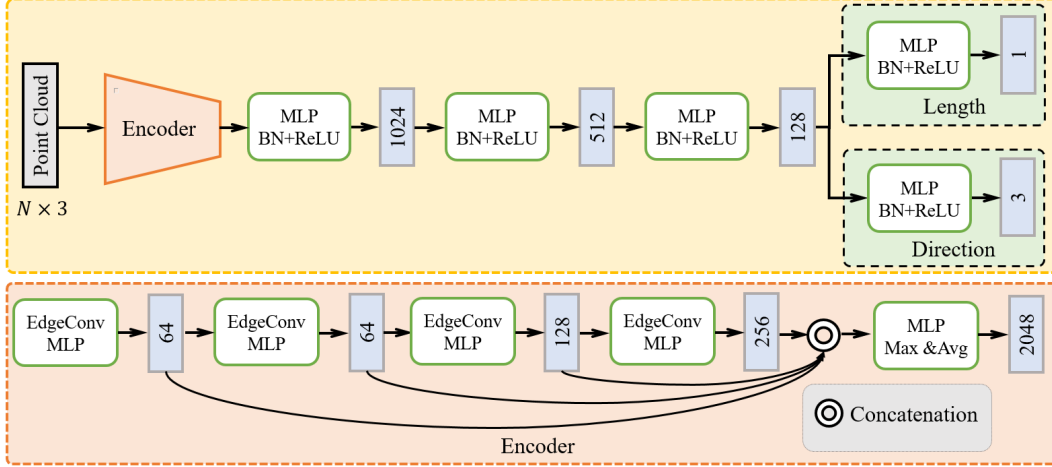 Point Cloud
N × 3
Encoder
MLP
BN+ReLU
1024
MLP
BN+ReLU
512
MLP
BN+ReLU
128
MLP
BN+ReLU
1
Length
MLP
BN+ReLU
3
Direction
EdgeConv
MLP
64
EdgeConv
MLP
64
EdgeConv
MLP
128
EdgeConv
MLP
256
MLP
Max &Avg
2048
Concatenation
Encoder